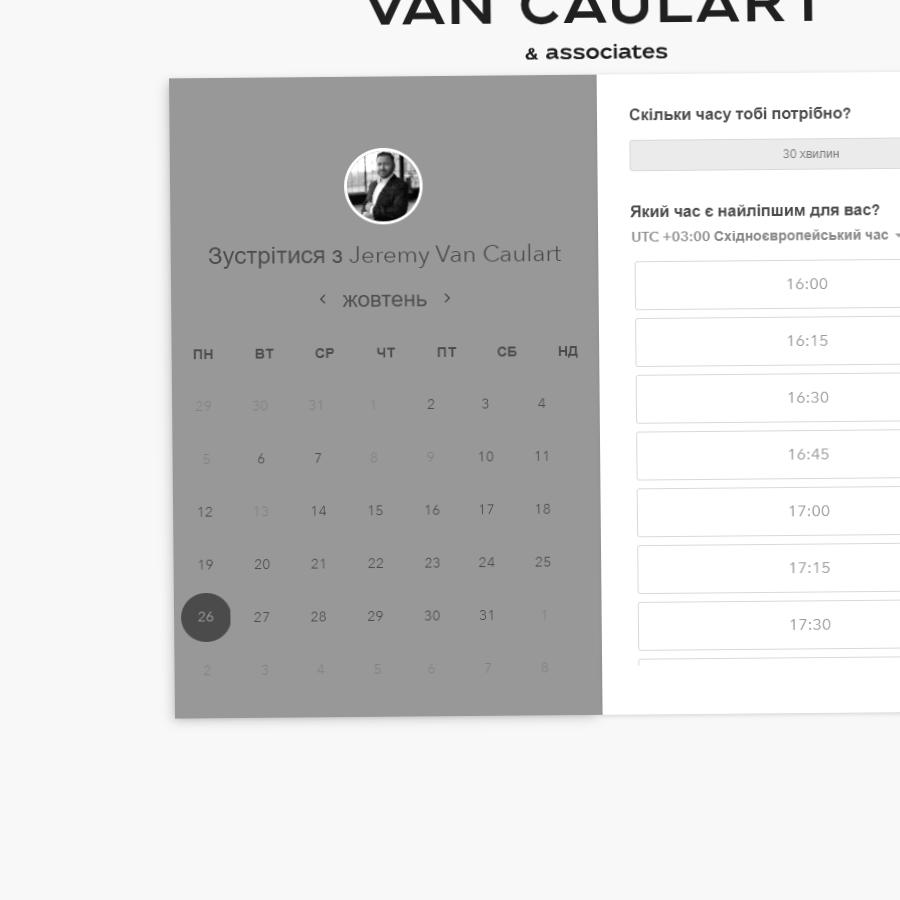 VAN CAULART
& associates
Зустрітися з Jeremy Van Caulart
‹ жовтень ›
ПН ВТ СР ЧТ ПТ СБ НД
29 30 31 1 2 3 4
5 6 7 8 9 10 11
12 13 14 15 16 17 18
19 20 21 22 23 24 25
26 27 28 29 30 31 1
2 3 4 5 6 7 8
Скільки часу тобі потрібно?
30 хвилин
Який час є найліпшим для вас?
UTC +03:00 Східноєвропейський час
16:00
16:15
16:30
16:45
17:00
17:15
17:30